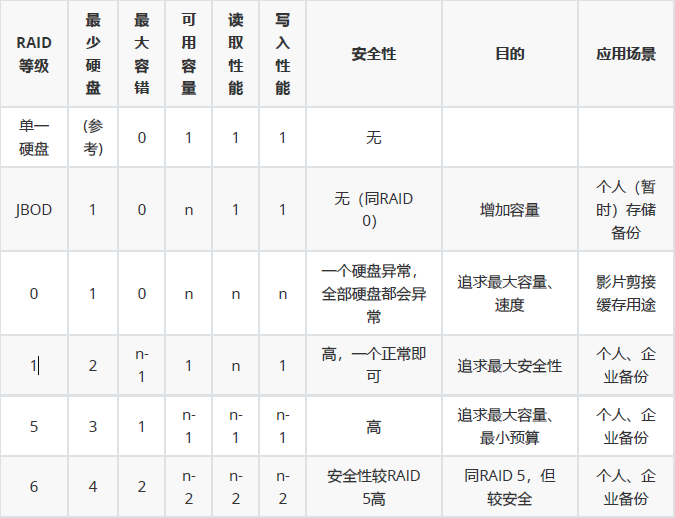 RAID
等级
最
少
硬
盘
最
大
容
错
可
用
容
量
读
取
性
能
写
入
性
能
安全性
目的
应用场景
单一
硬盘
(参
考)
0
1
1
1
无
JBOD
1
0
n
1
1
无（同RAID
0）
增加容量
个人（暂
时）存储
备份
0
1
0
n
n
n
一个硬盘异常，
全部硬盘都会异
常
追求最大容量、
速度
影片剪接
缓存用途
1
2
n-
1
1
n
1
高，一个正常即
可
追求最大安全性
个人、企
业备份
5
3
1
n-
1
n-
1
n-
1
高
追求最大容量、
最小预算
个人、企
业备份
6
4
2
n-
2
n-
2
n-
2
安全性较RAID
5高
同RAID 5，但
较安全
个人、企
业备份